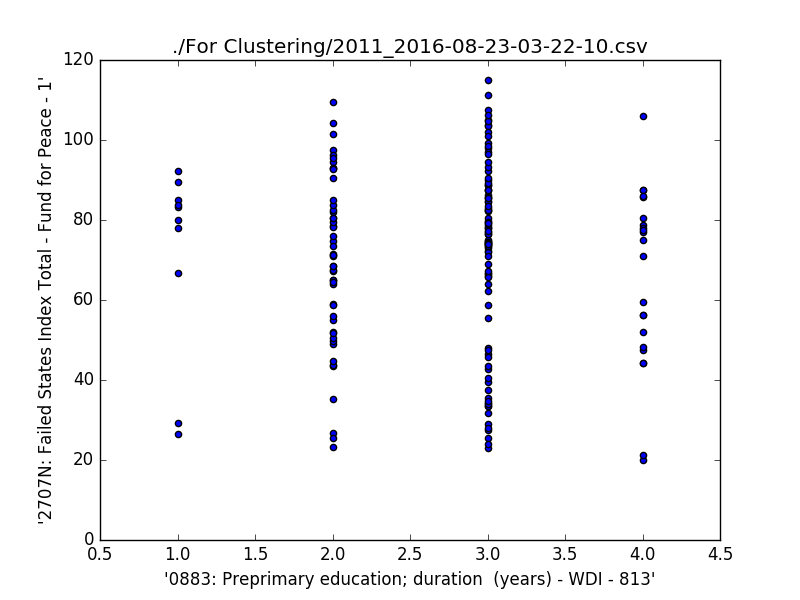 ./For Clustering/2011_2016-08-23-03-22-10.csv
120
100
80
60
40
20
0
'2707N: Failed States Index Total - Fund for Peace - 1'
0.5 1.0 1.5 2.0 2.5 3.0 3.5 4.0 4.5
'0883: Preprimary education; duration  (years) - WDI - 813'